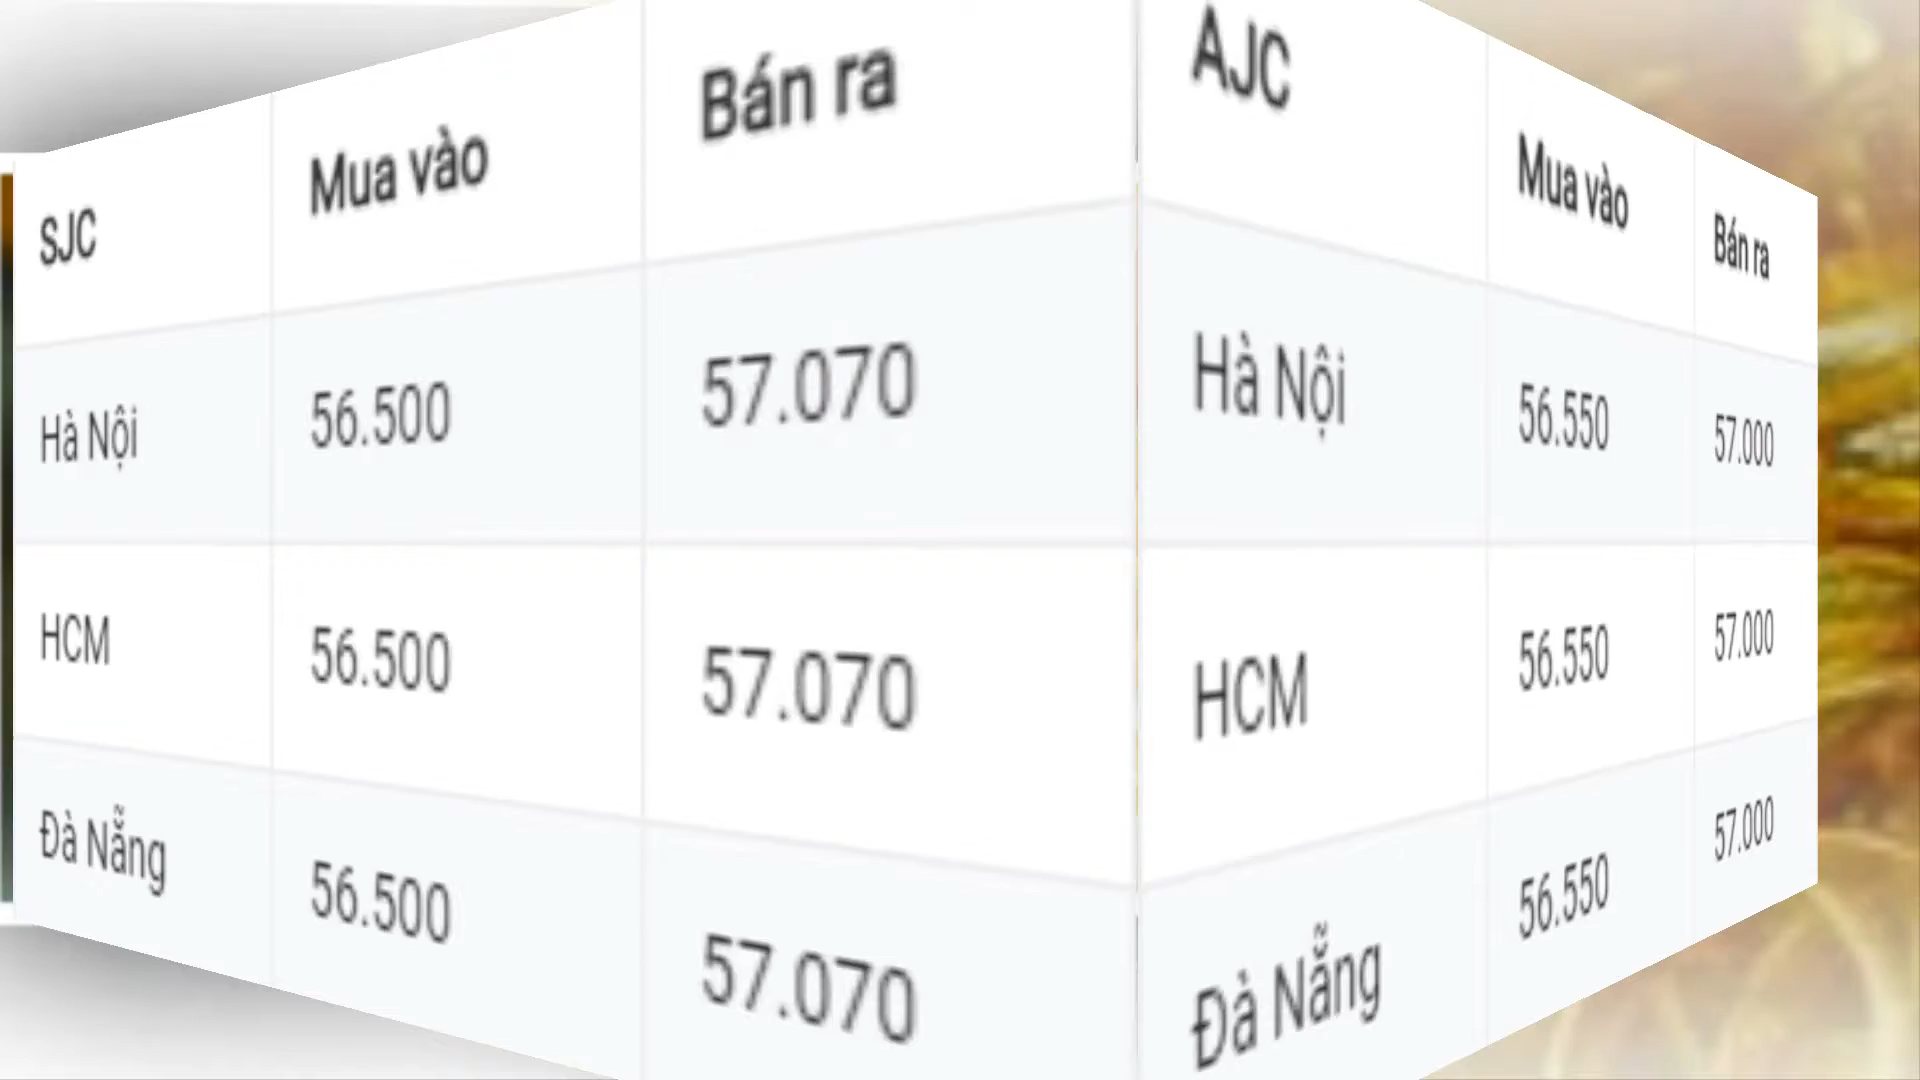 SJC Mua vào Bán ra
Hà Nội 56.500 57.070
HCM 56.500 57.070
Đà Nẵng 56.500 57.070
AJC Mua vào Bán ra
Hà Nội 56.550 57.000
HCM 56.550 57.000
Đà Nẵng 56.550 57.000